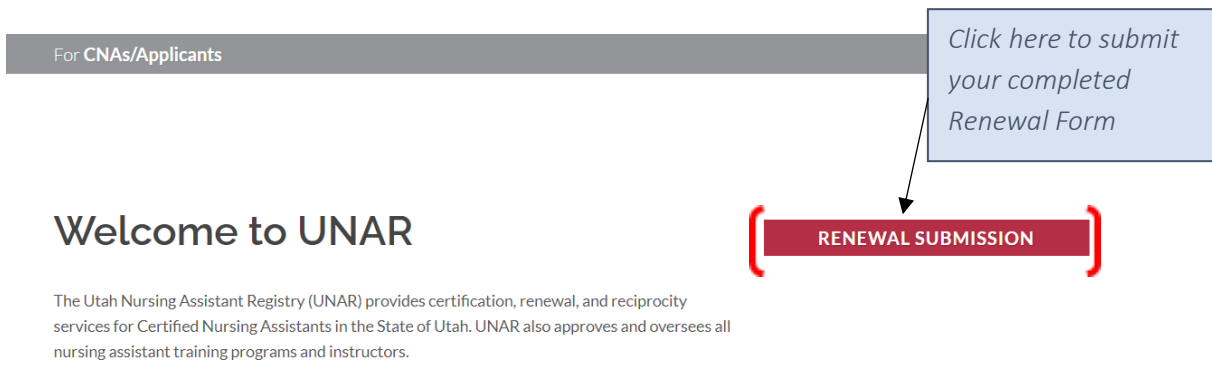 For CNAs/Applicants
Click here to submit
your completed
Renewal Form
Welcome to UNAR
RENEWAL SUBMISSION
The Utah Nursing Assistant Registry (UNAR) provides certification, renewal, and reciprocity
services for Certified Nursing Assistants in the State of Utah. UNAR also approves and oversees all
nursing assistant training programs and instructors.